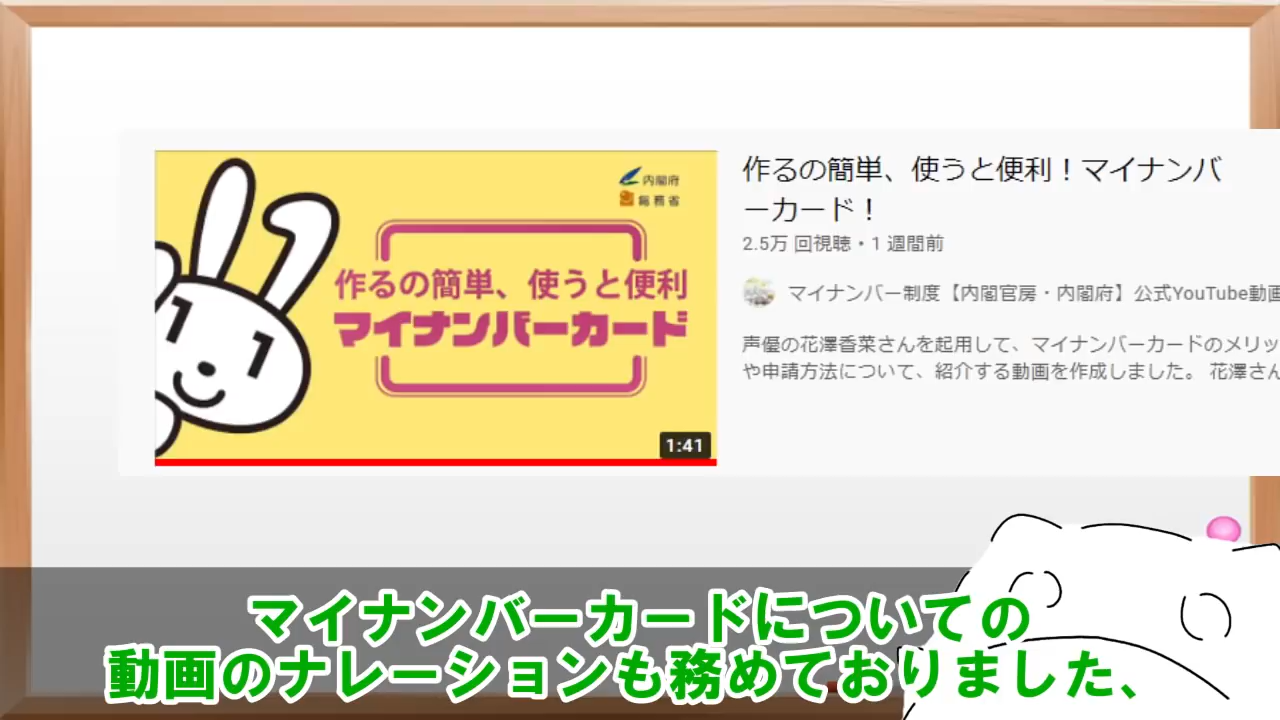 内閣府
総務省
作るの簡単、使うと便利
マイナンバーカード
1:41
作るの簡単、使うと便利！マイナンバ
ーカード！
2.5万 回視聴・1 週間前
マイナンバー制度【内閣官房・内閣府】公式YouTube動画
声優の花澤香菜さんを起用して、マイナンバーカードのメリッ
や申請方法について、紹介する動画を作成しました。 花澤さん
マイナンバーカードについての
動画のナレーションも務めておりました、